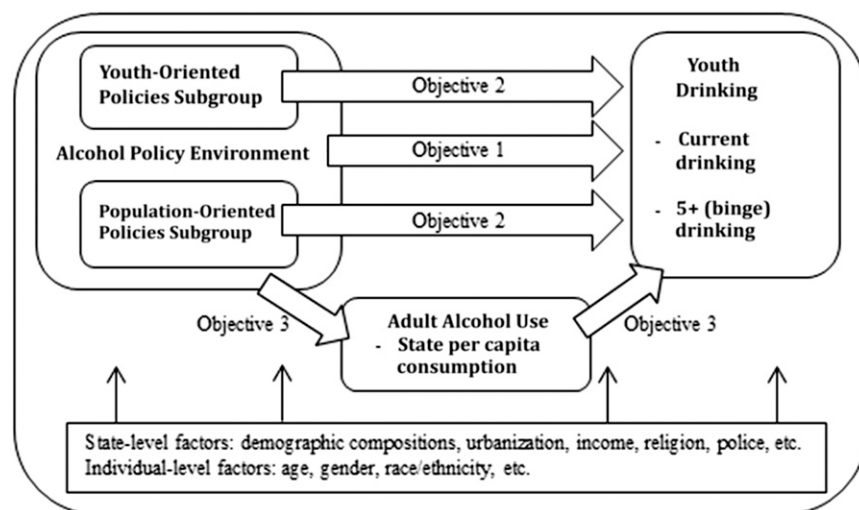 Youth-Oriented
Policies Subgroup
Objective 2
Alcohol Policy Environment
Objective 1
Population-Oriented
Policies Subgroup
Objective 2
Youth
Drinking
- Current
drinking
- 5+ (binge)
drinking
Objective 3
Adult Alcohol Use
- State per capita
consumption
Objective 3
State-level factors: demographic compositions, urbanization, income, religion, police, etc.
Individual-level factors: age, gender, race/ethnicity, etc.